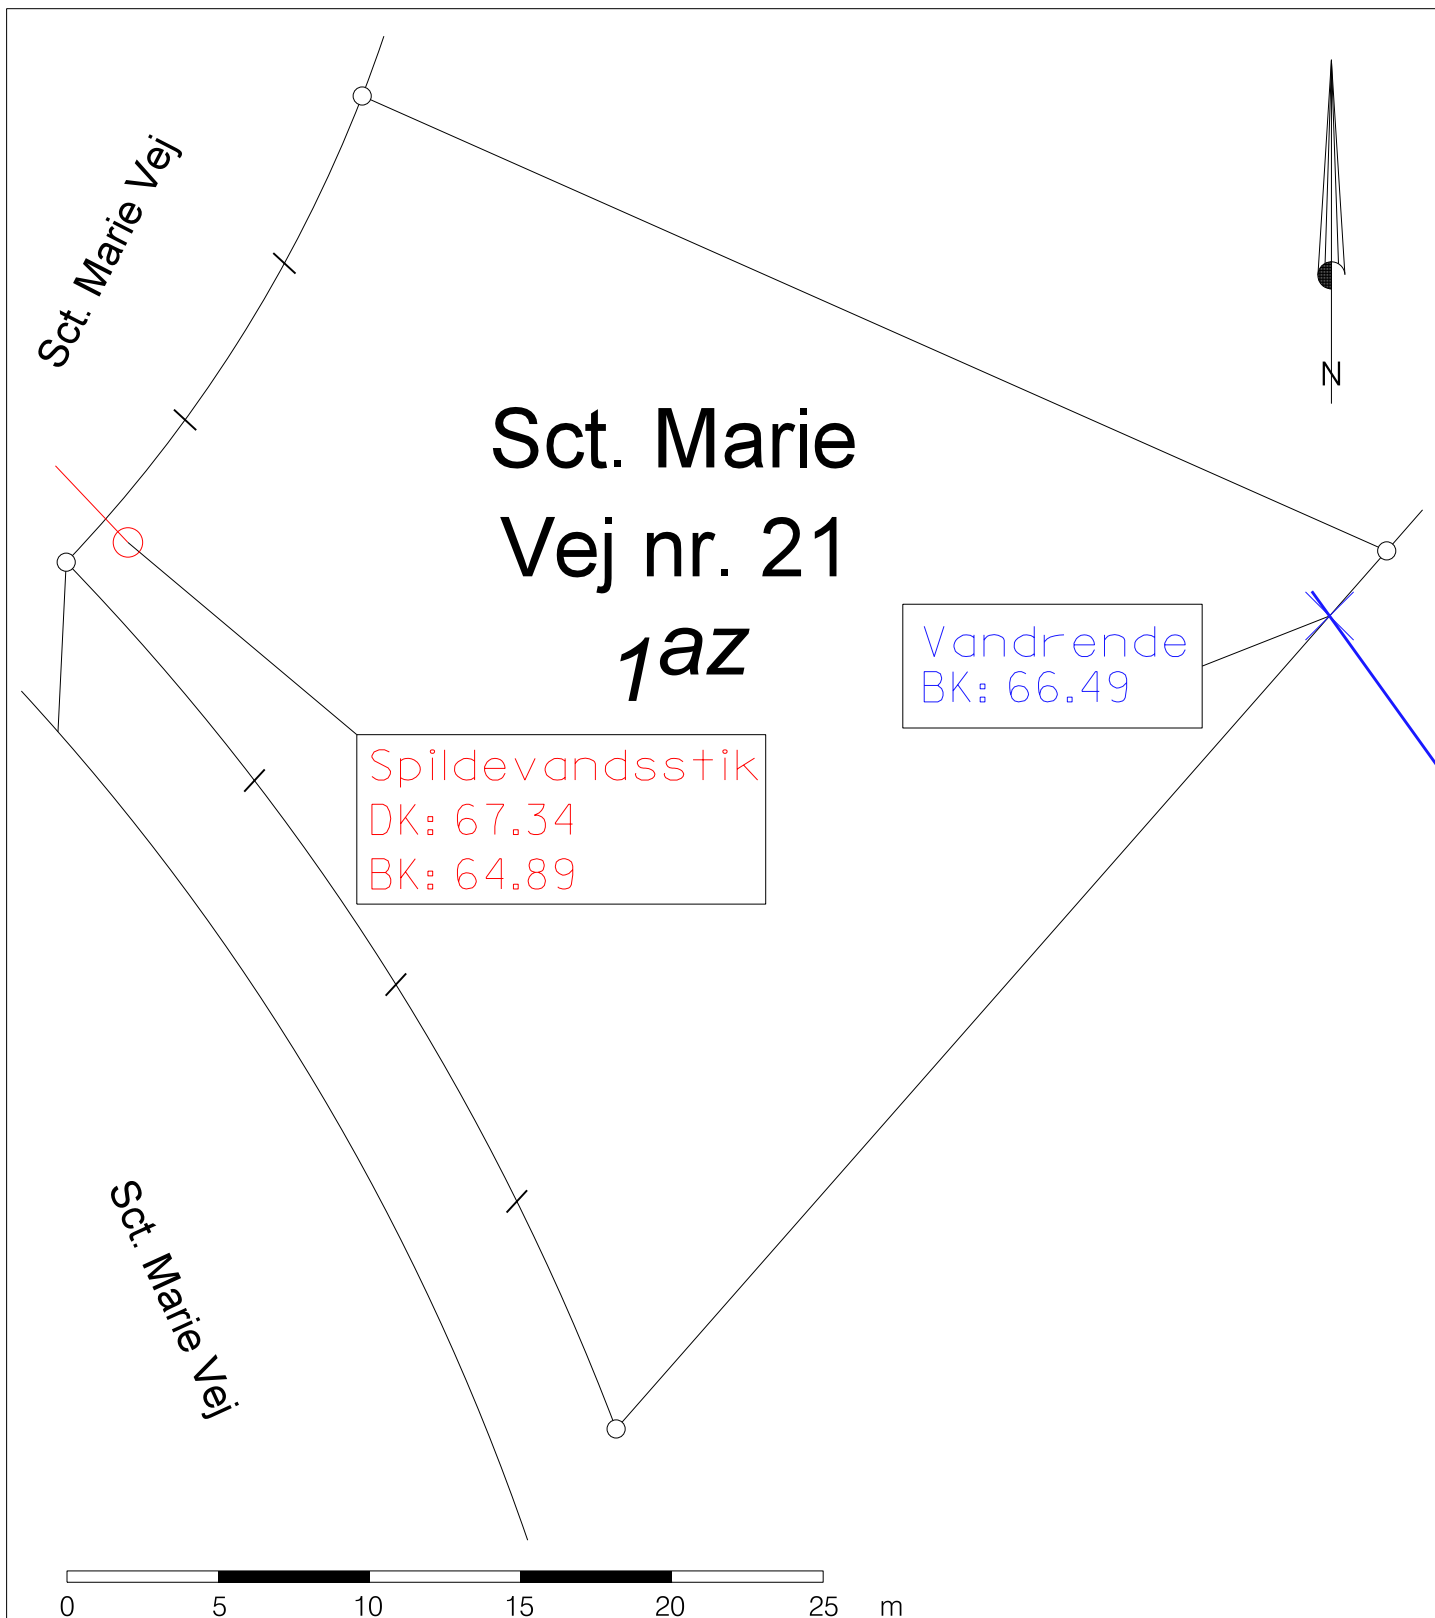 Sct. Marie Vej
N
Sct. Marie
Vej nr. 21
1az
Vandrende
BK: 66.49
Spildevandsstik
DK: 67.34
BK: 64.89
Sct. Marie Vej
0 5 10 15 20 25 m